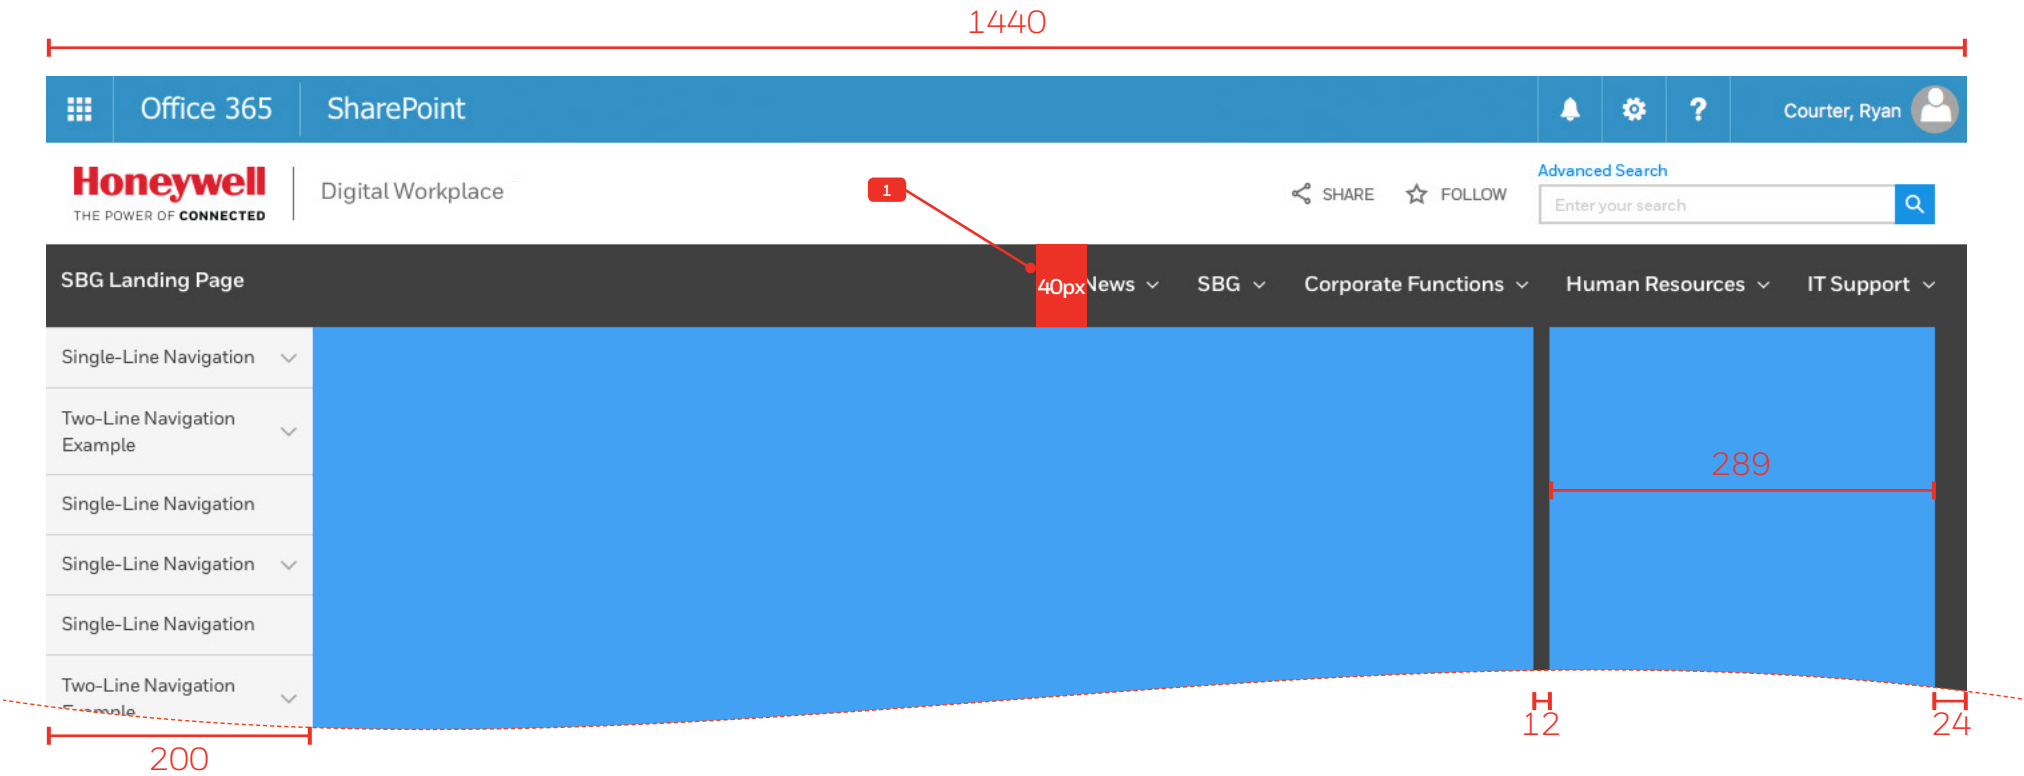 1440
Office 365
SharePoint
?
Courter, Ryan
Honeywell
THE POWER OF CONNECTED
Digital Workplace
1
SHARE
FOLLOW
Advanced Search
Enter your search
SBG Landing Page
40px
News
SBG
Corporate Functions
Human Resources
IT Support
Single-Line Navigation
Two-Line Navigation
Example
Single-Line Navigation
289
Single-Line Navigation
Single-Line Navigation
Two-Line Navigation
Example
12
24
200